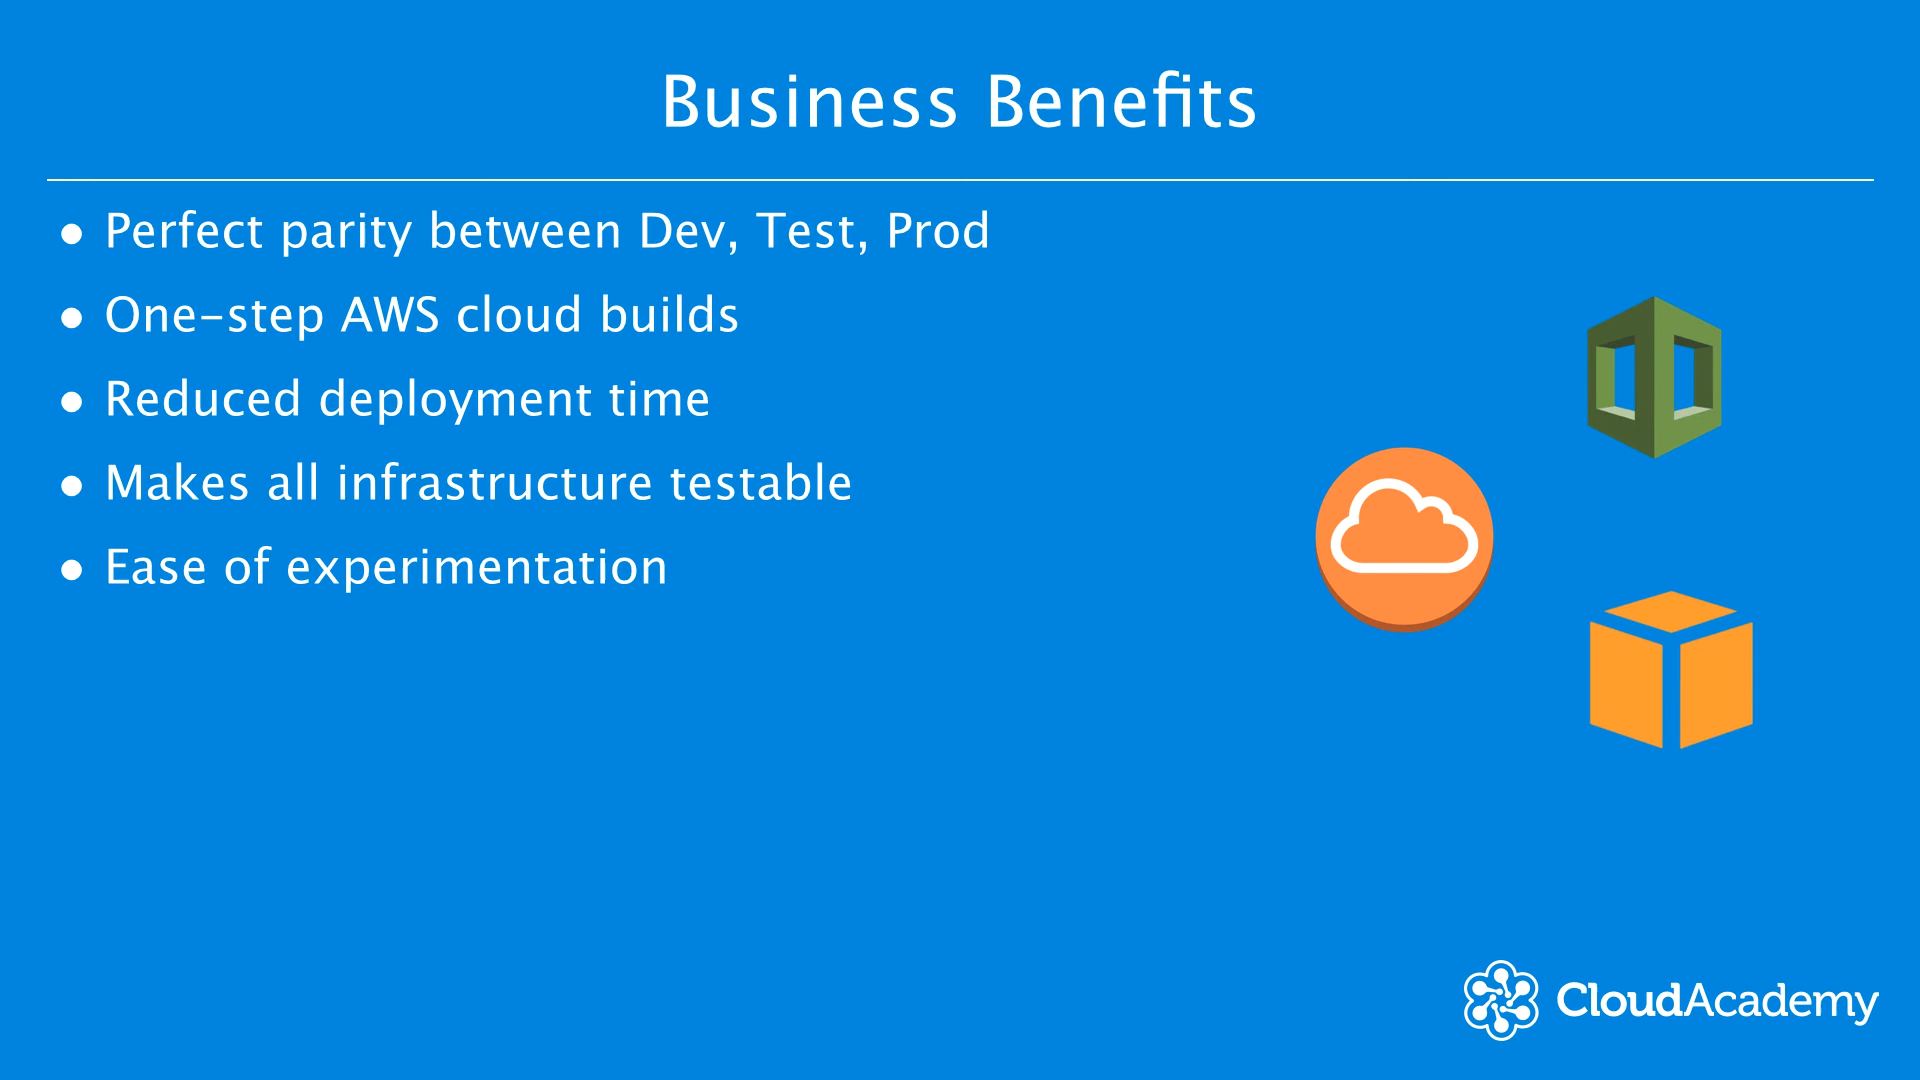 Business Benefits
• Perfect parity between Dev, Test, Prod
• One-step AWS cloud builds
• Reduced deployment time
• Makes all infrastructure testable
• Ease of experimentation
CloudAcademy